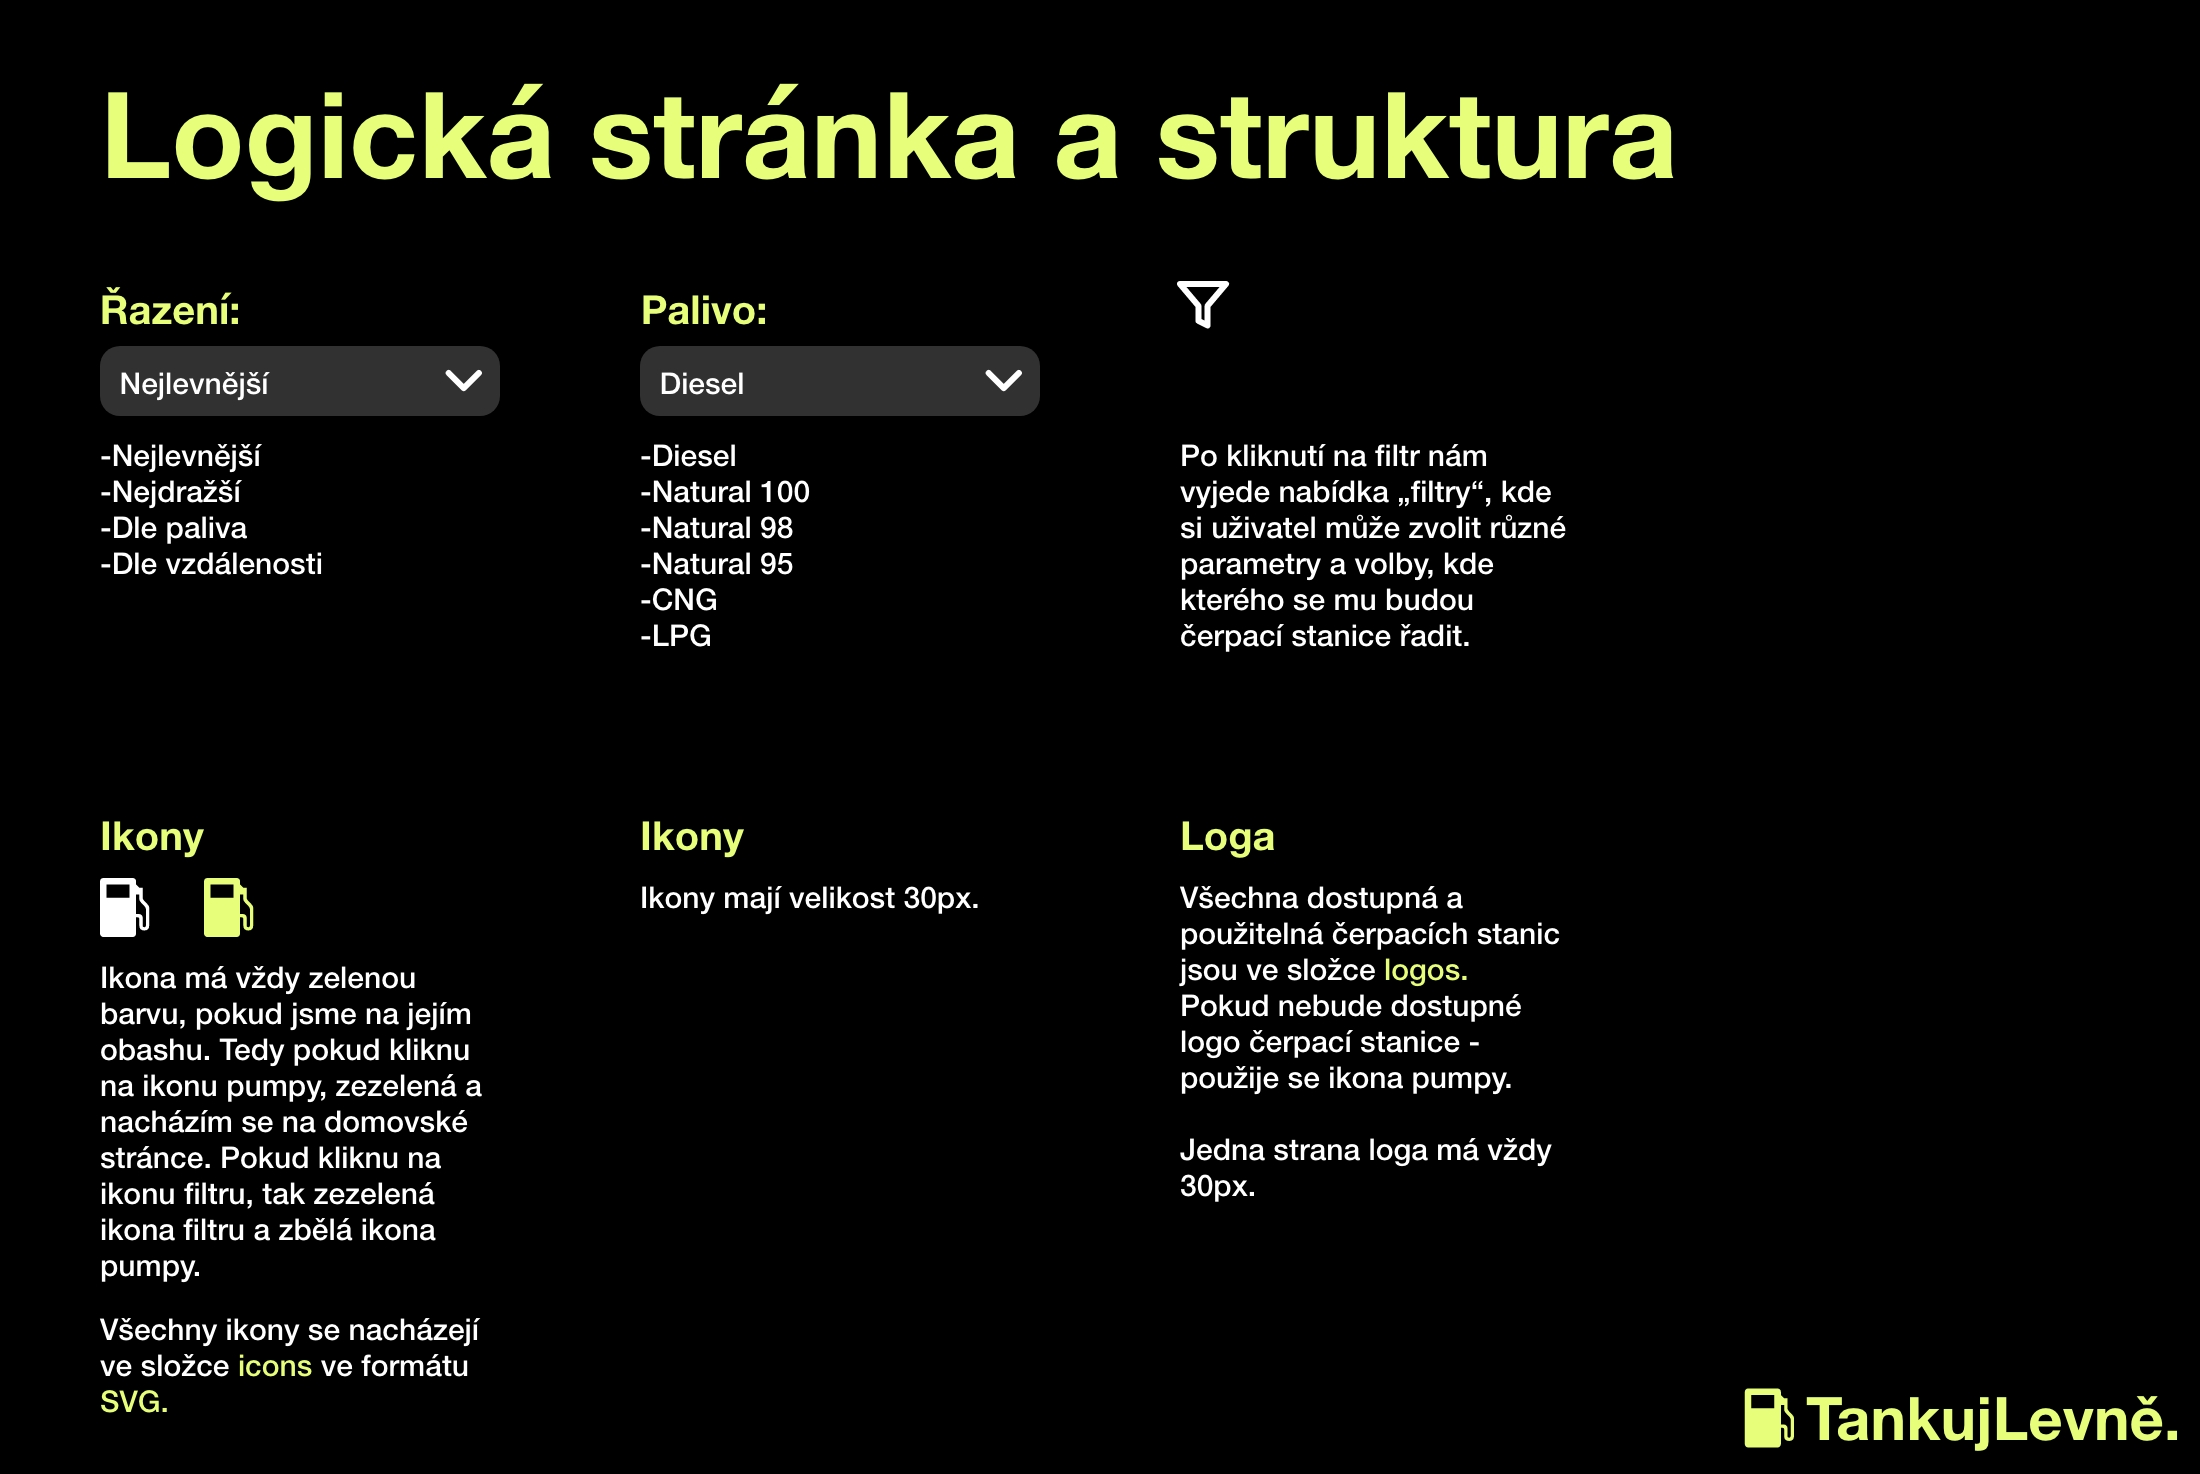 Logická stránka a struktura
Řazení:
Nejlevnější
-Nejlevnější
-Nejdražší
-Dle paliva
-Dle vzdálenosti
Palivo:
Diesel
-Diesel
-Natural 100
-Natural 98
-Natural 95
-CNG
-LPG
Po kliknutí na filtr nám
vyjede nabídka „filtry“, kde
si uživatel může zvolit různé
parametry a volby, kde
kterého se mu budou
čerpací stanice řadit.
Ikony
Ikona má vždy zelenou
barvu, pokud jsme na jejím
obashu. Tedy pokud kliknu
na ikonu pumpy, zezelená a
nacházím se na domovské
stránce. Pokud kliknu na
ikonu filtru, tak zezelená
ikona filtru a zbělá ikona
pumpy.
Všechny ikony se nacházejí
ve složce icons ve formátu
SVG.
Ikony
Ikony mají velikost 30px.
Loga
Všechna dostupná a
použitelná čerpacích stanic
jsou ve složce logos.
Pokud nebude dostupné
logo čerpací stanice -
použije se ikona pumpy.
Jedna strana loga má vždy
30px.
TankujLevně.